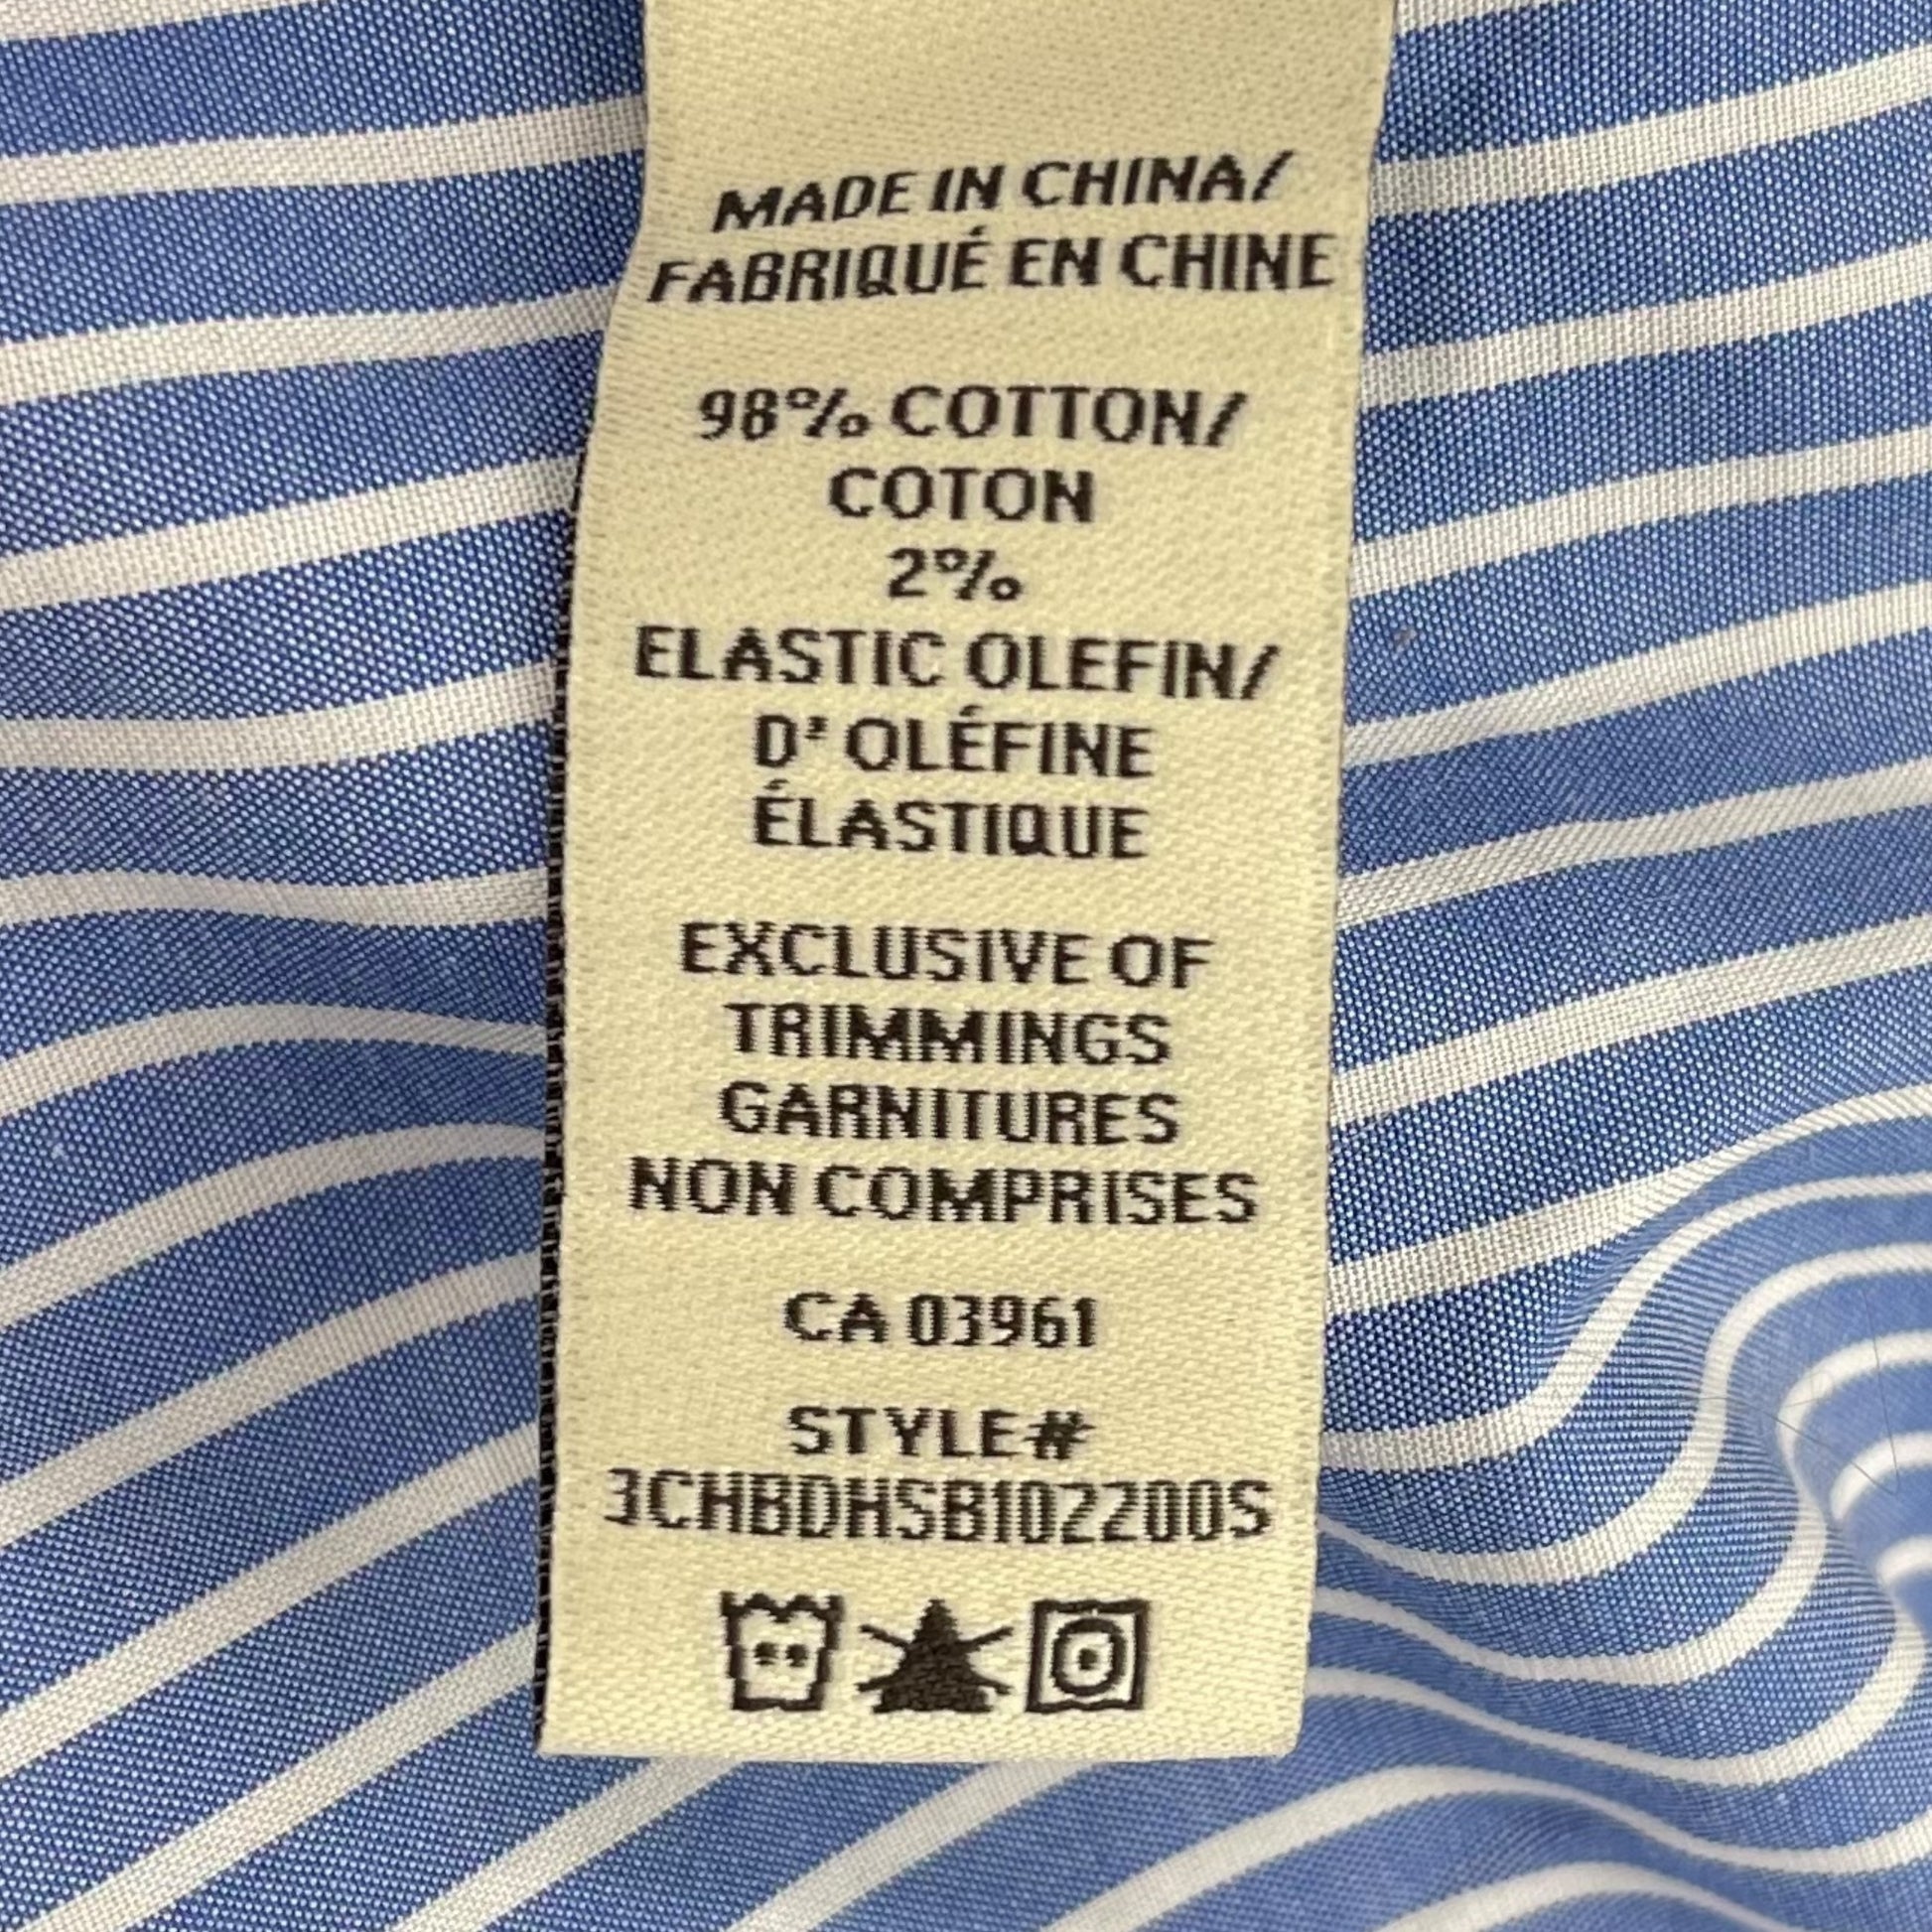 MADE IN CHINA/
FABRIQUÉ EN CHINE
98% COTTON/
COTON
2%
ELASTIC OLEFIN/
D' OLÉFINE
ÉLASTIQUE
EXCLUSIVE OF
TRIMMINGS
GARNITURES
NON COMPRISES
CA 03961
STYLE#
3CHBDHSB102200S